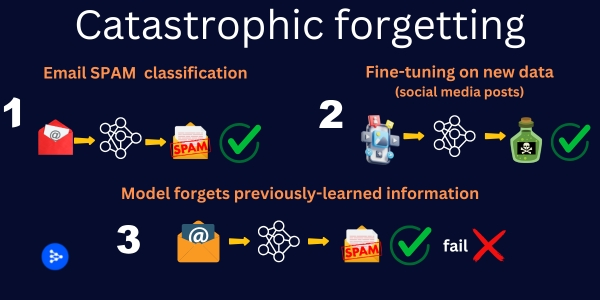 Catastrophic forgetting
Email SPAM classification
Fine-tuning on new data
(social media posts)
1
@
SPAM
2
Model forgets previously-learned information
3
@
SPAM
fail